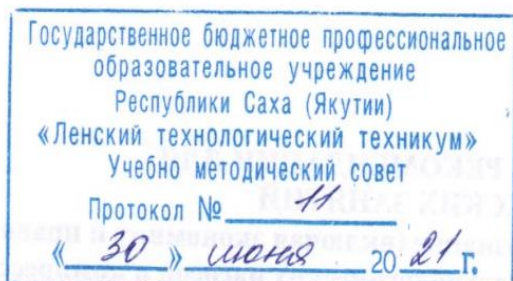 Государственное бюджетное профессиональное
образовательное учреждение
Республики Саха (Якутии)
«Ленский технологический техникум»
Учебно методический совет
Протокол № 11
« 30 » июня 20 21 г.